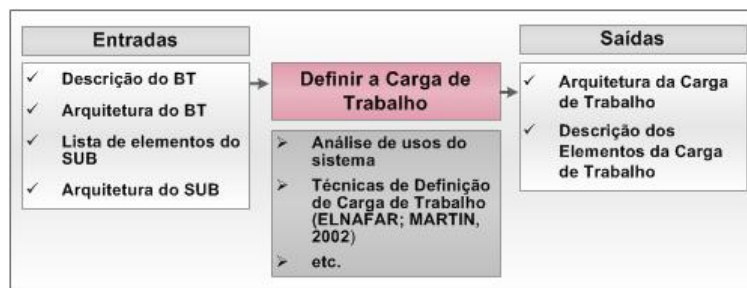 Entradas
✓ Descrição do BT
✓ Arquitetura do BT
✓ Lista de elementos do
SUB
✓ Arquitetura do SUB
Definir a Carga de
Trabalho
➢ Análise de usos do
sistema
➢ Técnicas de Definição
de Carga de Trabalho
(ELNAFAR; MARTIN,
2002)
➢ etc.
Saídas
✓ Arquitetura da Carga
de Trabalho
✓ Descrição dos
Elementos da Carga
de Trabalho